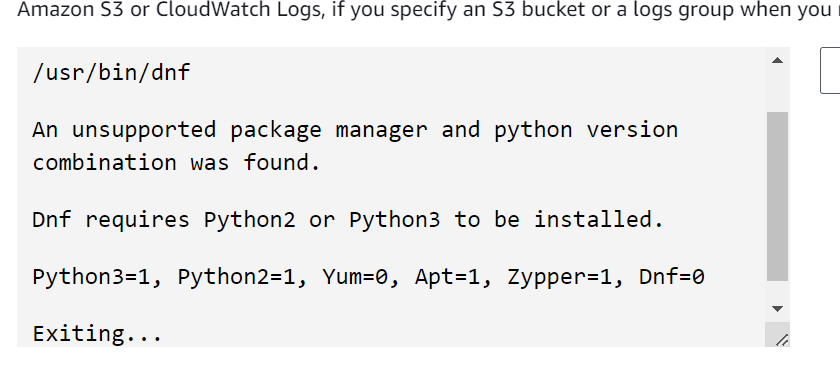 Amazon S3 or CloudWatch Logs, if you specify an S3 bucket or a logs group when you
/usr/bin/dnf
An unsupported package manager and python version
combination was found.
Dnf requires Python2 or Python3 to be installed.
Python3=1, Python2=1, Yum=0, Apt=1, Zypper=1, Dnf=0
Exiting...